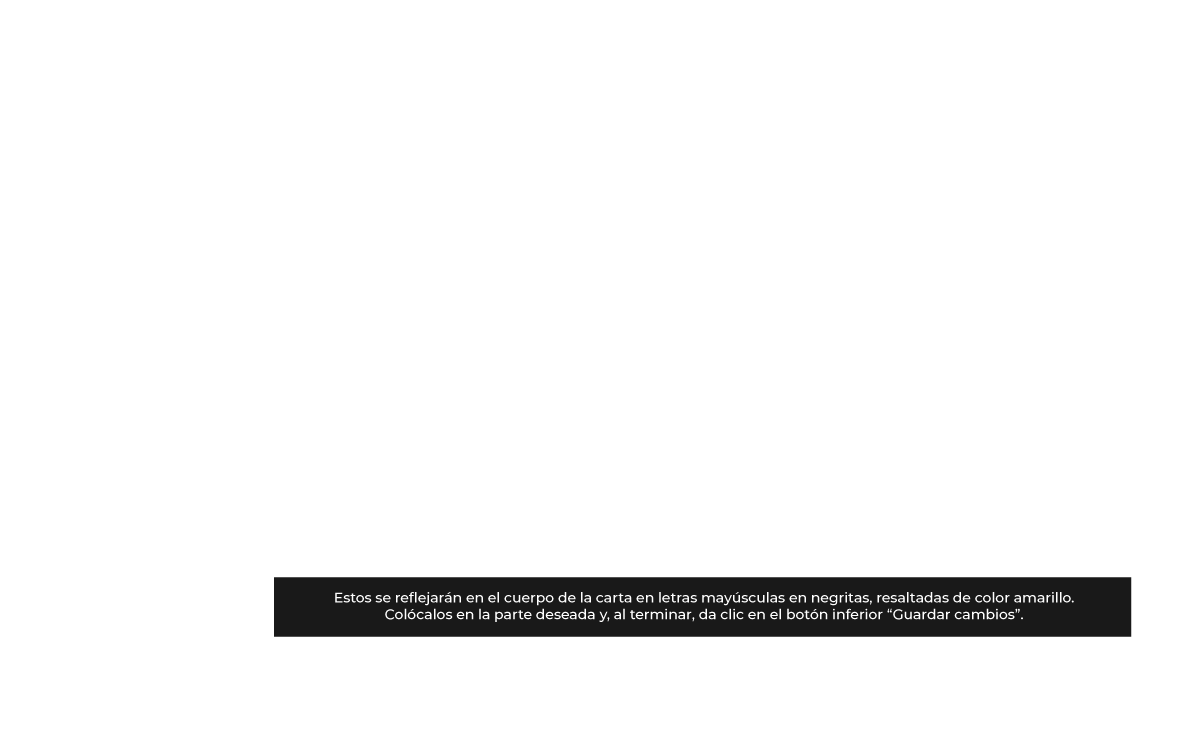 Estos se reflejarán en el cuerpo de la carta en letras mayúsculas en negritas, resaltadas de color amarillo.
Colócalos en la parte deseada y, al terminar, da clic en el botón inferior “Guardar cambios”.